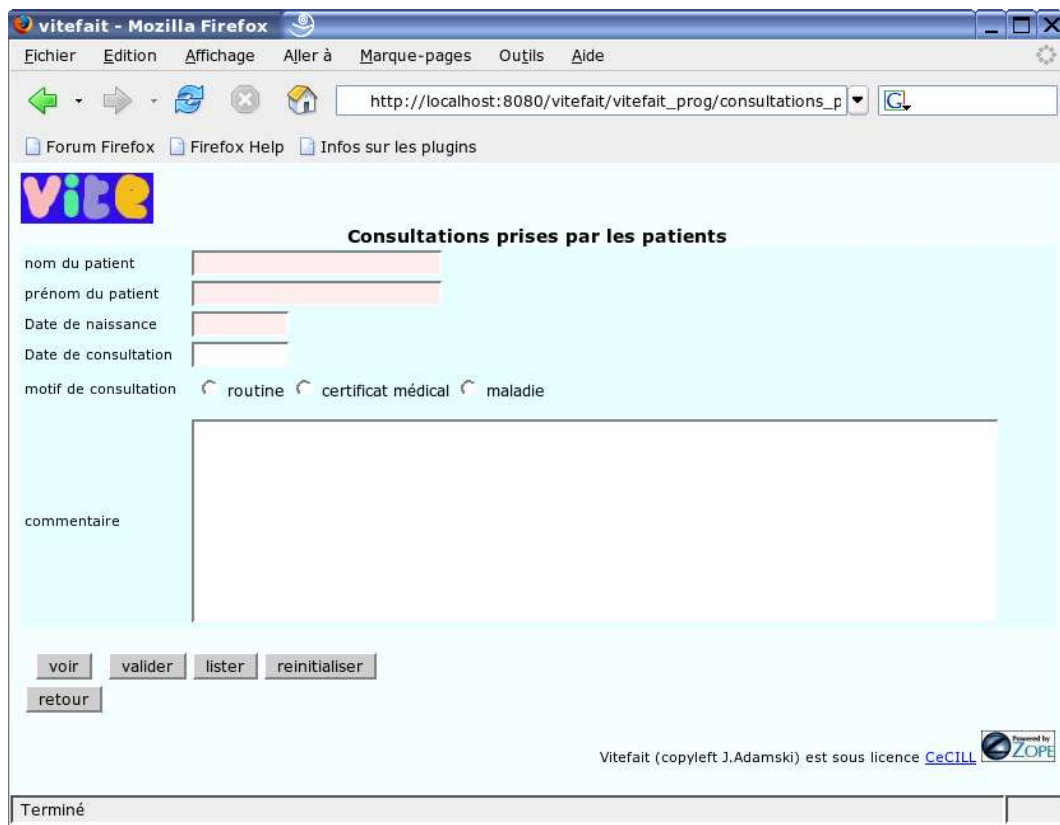 vitefait - Mozilla Firefox
Fichier Edition Affichage Aller à Marque-pages Outils Aide
http://localhost:8080/vitefait/vitefait_prog/consultations_p
G
Forum Firefox Firefox Help Infos sur les plugins
vite
Consultations prises par les patients
nom du patient
prénom du patient
Date de naissance
Date de consultation
motif de consultation routine certificat médical maladie
commentaire
voir valider lister reinitialiser
retour
Powered by
Vitefait (copyleft J.Adamski) est sous licence CeCILL ZOPE
Terminé